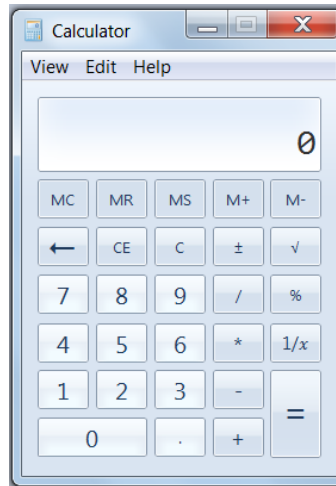 Calculator
View Edit Help
0
MC MR MS M+ M-
← CE C ± √
7 8 9 / %
4 5 6 * 1/x
1 2 3 -
=
0 . +